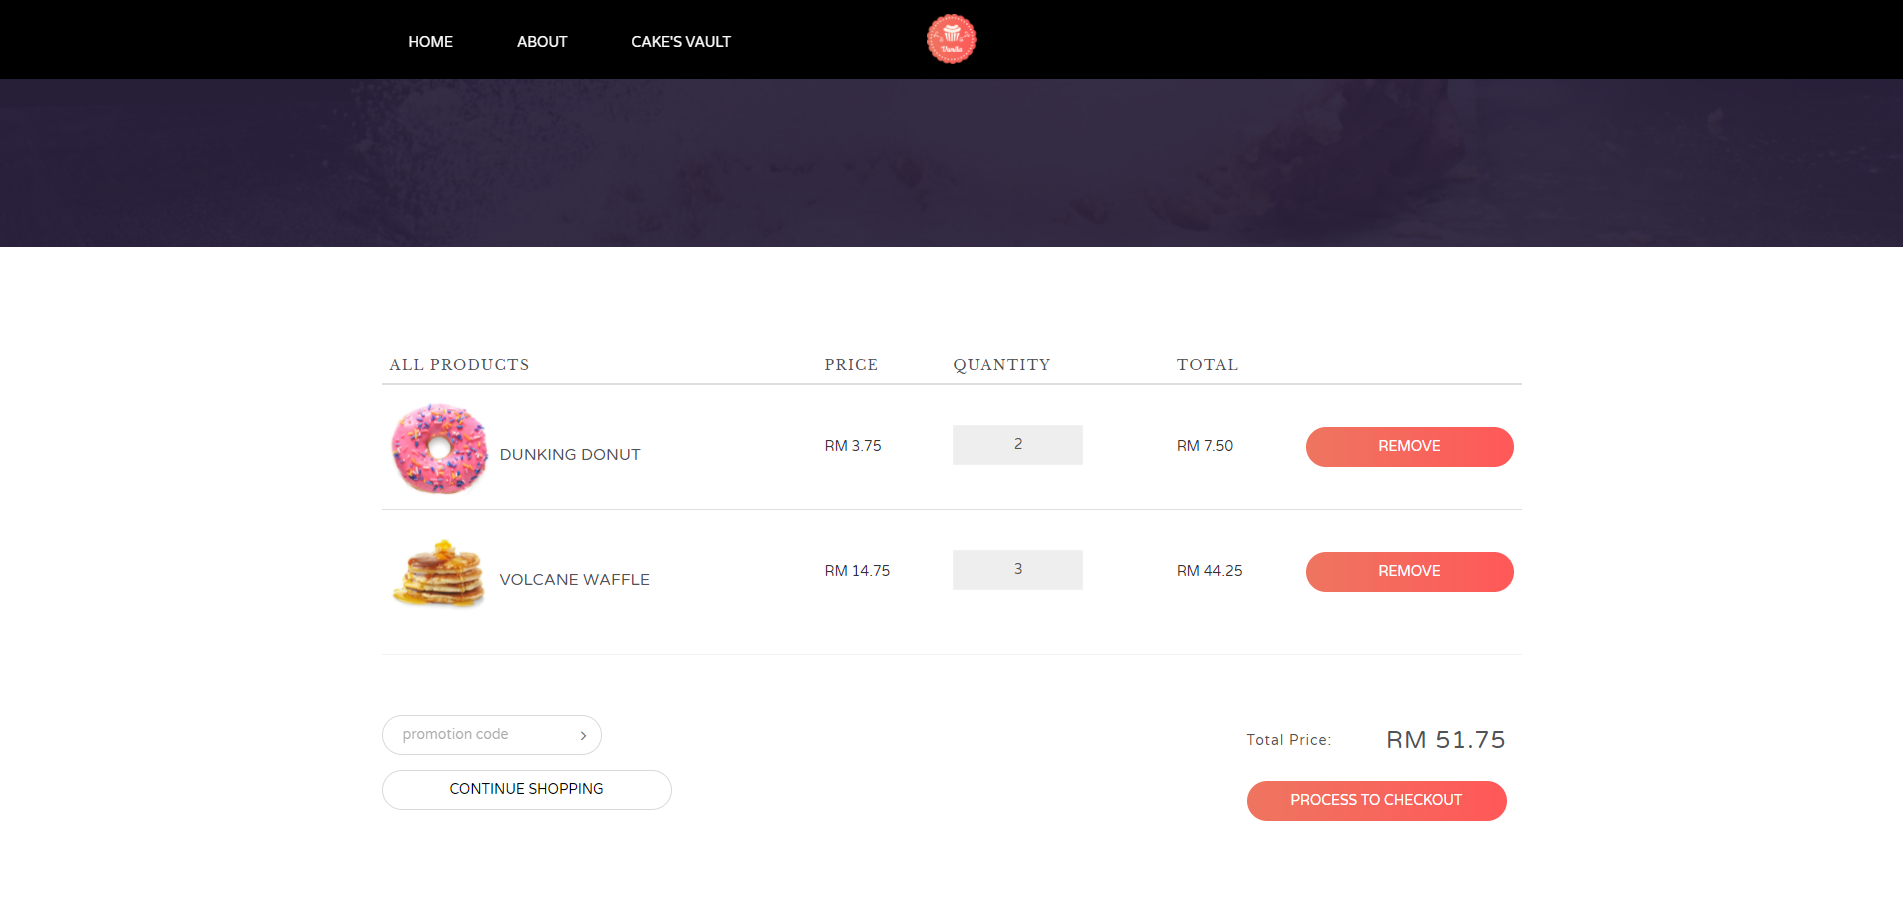 HOME ABOUT CAKE'S VAULT
Vanila
ALL PRODUCTS PRICE QUANTITY TOTAL
DUNKING DONUT RM 3.75 2 RM 7.50 REMOVE
VOLCANE WAFFLE RM 14.75 3 RM 44.25 REMOVE
promotion code
Total Price: RM 51.75
CONTINUE SHOPPING
PROCESS TO CHECKOUT